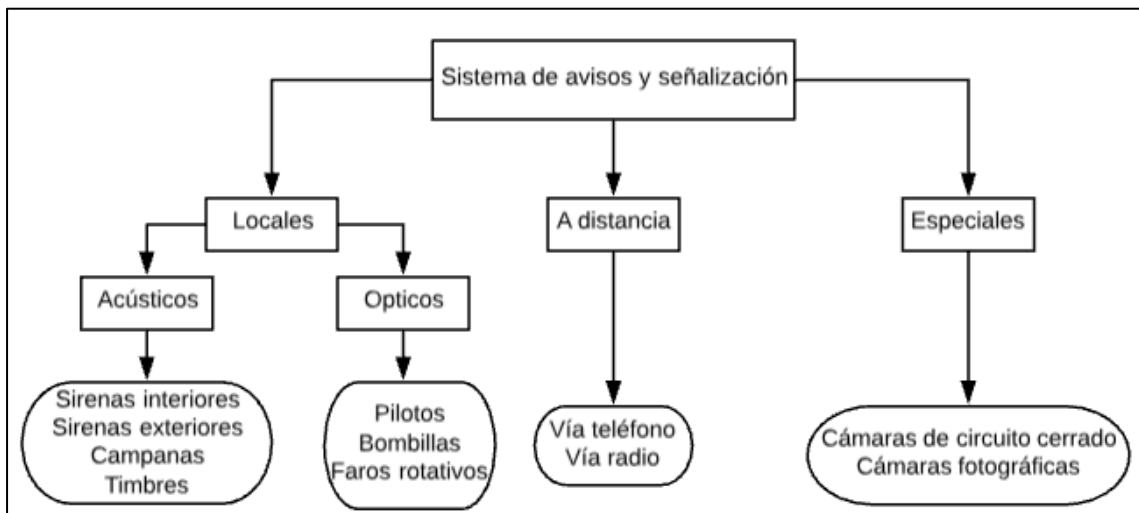 Sistema de avisos y señalización
Locales
A distancia
Especiales
Acústicos
Opticos
Sirenas interiores
Sirenas exteriores
Campanas
Timbres
Pilotos
Bombillas
Faros rotativos
Vía teléfono
Vía radio
Cámaras de circuito cerrado
Cámaras fotográficas